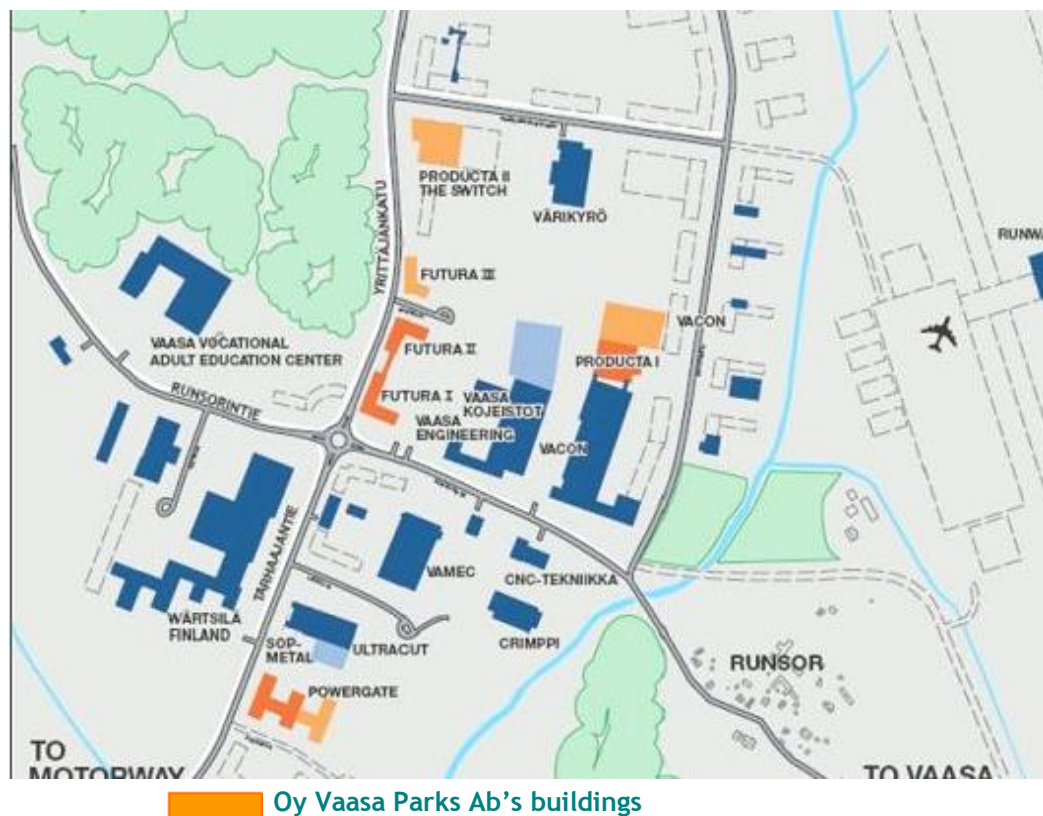 PRODUCTA II
THE SWITCH
VÄRIKYRÖ
YRITTÄJÄNKATU
RUNWA
FUTURA III
VACON
VAASA VOCATIONAL
ADULT EDUCATION CENTER
FUTURA II
PRODUCTA I
RUNSORINTIE
FUTURA I
VAASA
KOJEISTOT
VAASA
ENGINEERING
VACON
TARHAAJANTIE
VAMEC
CNC-TEKNIIKKA
WÄRTSILÄ
FINLAND
SOP-
METAL
ULTRACUT
CRIMPPI
RUNSOR
POWERGATE
TO
MOTORWAY
TO VAASA
Oy Vaasa Parks Ab's buildings